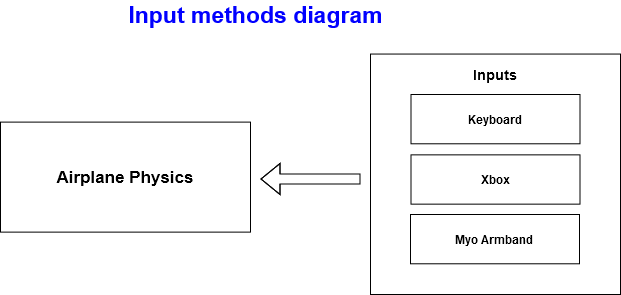 Input methods diagram
Inputs
Keyboard
Xbox
Myo Armband
Airplane Physics